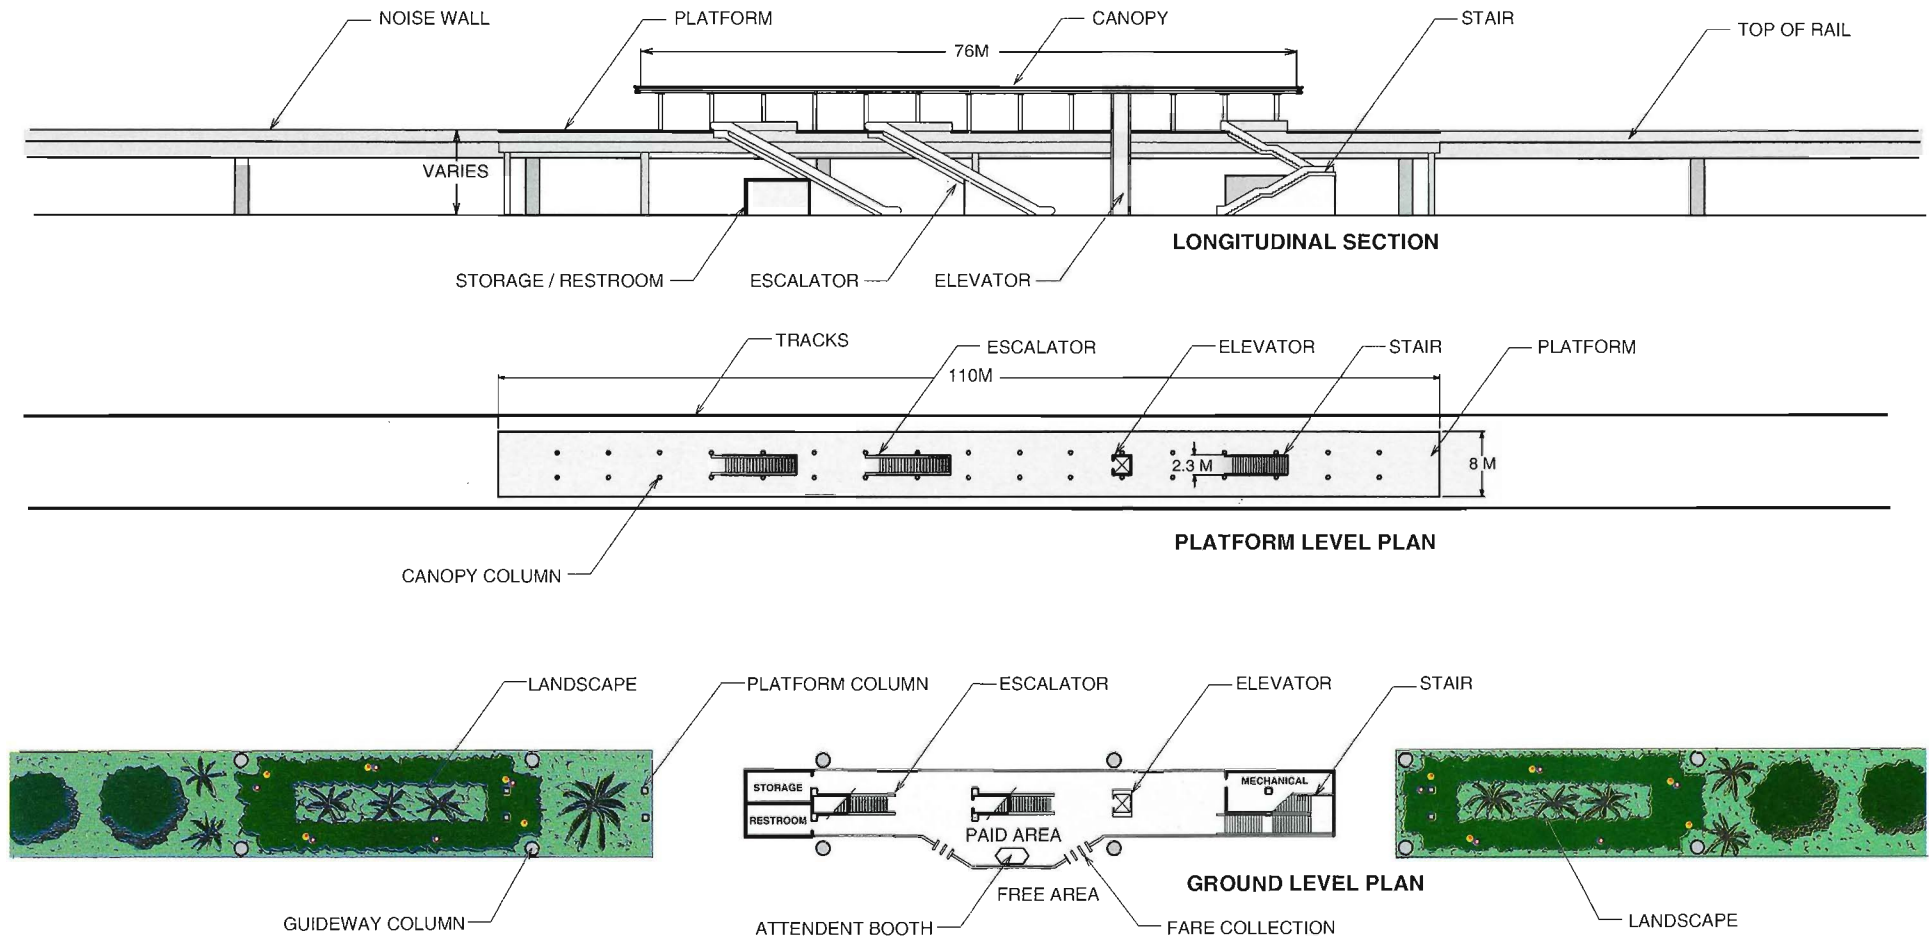 NOISE WALL
PLATFORM
CANOPY
STAIR
TOP OF RAIL
76M
VARIES
LONGITUDINAL SECTION
STORAGE / RESTROOM
ESCALATOR
ELEVATOR
TRACKS
ESCALATOR
ELEVATOR
STAIR
PLATFORM
110M
2.3 M
8 M
PLATFORM LEVEL PLAN
CANOPY COLUMN
LANDSCAPE
PLATFORM COLUMN
ESCALATOR
ELEVATOR
STAIR
STORAGE
MECHANICAL
RESTROOM
PAID AREA
GROUND LEVEL PLAN
FREE AREA
GUIDEWAY COLUMN
ATTENDENT BOOTH
FARE COLLECTION
LANDSCAPE